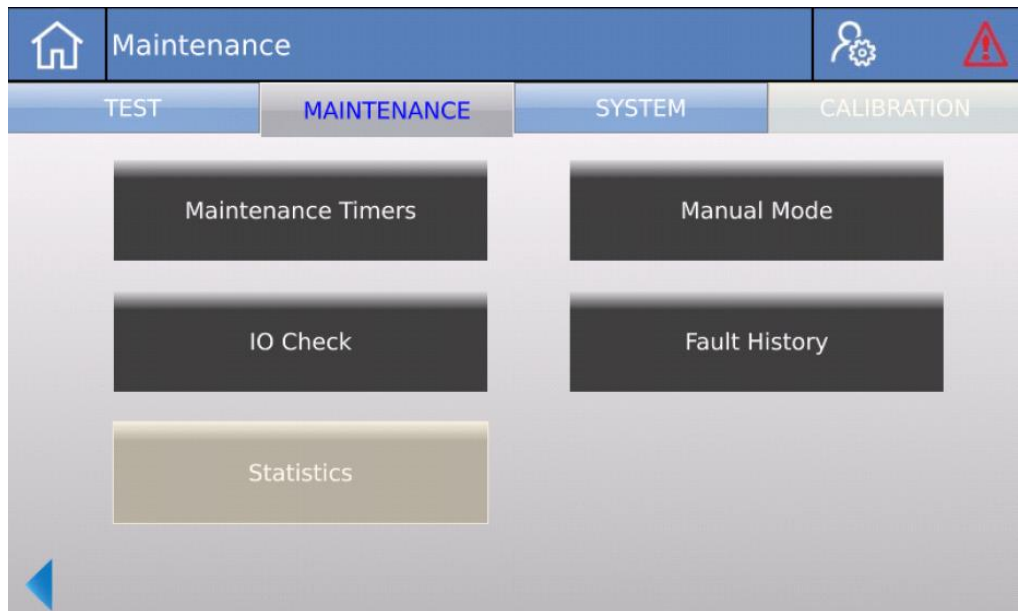 Maintenance
TEST
MAINTENANCE
SYSTEM
CALIBRATION
Maintenance Timers
Manual Mode
IO Check
Fault History
Statistics